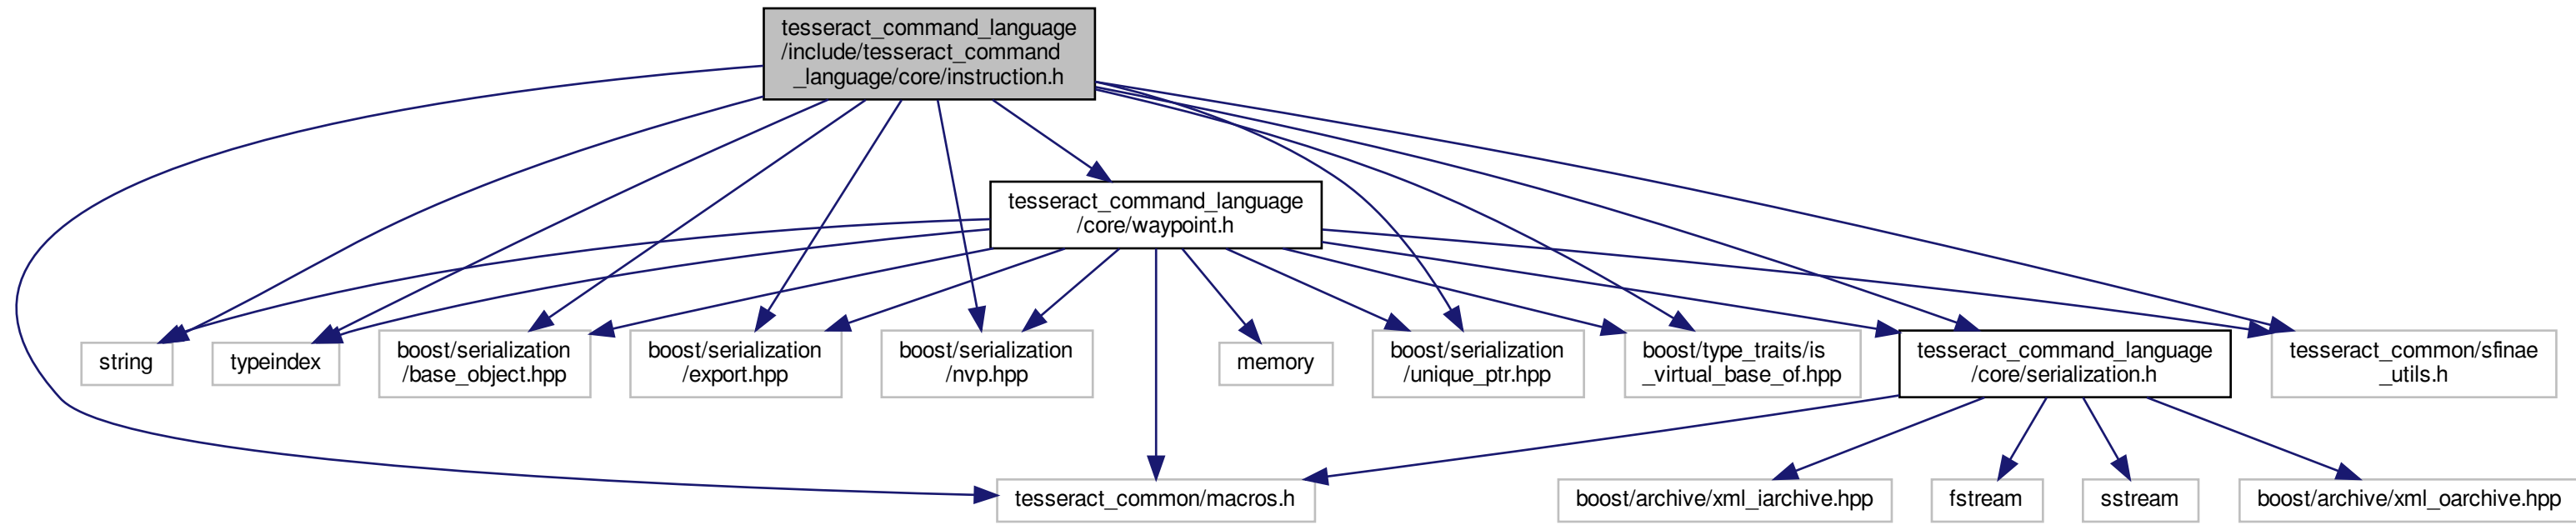 tesseract_command_language
/include/tesseract_command
_language/core/instruction.h
tesseract_command_language
/core/waypoint.h
string
typeindex
boost/serialization
/base_object.hpp
boost/serialization
/export.hpp
boost/serialization
/nvp.hpp
memory
boost/serialization
/unique_ptr.hpp
boost/type_traits/is
_virtual_base_of.hpp
tesseract_command_language
/core/serialization.h
tesseract_common/sfinae
_utils.h
tesseract_common/macros.h
boost/archive/xml_iarchive.hpp
fstream
sstream
boost/archive/xml_oarchive.hpp